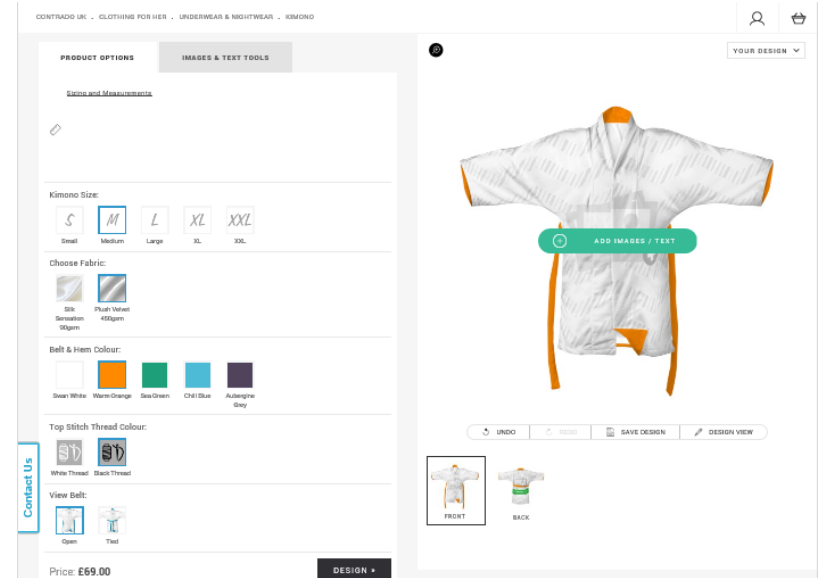 CONTRADO UK . CLOTHING FOR HER . UNDERWEAR & NIGHTWEAR . KIMONO
PRODUCT OPTIONS
IMAGES & TEXT TOOLS
Sizing and Measurements
Kimono Size:
S M L XL XXL
Small Medium Large XL XXL
Choose Fabric:
Silk Sensation 90gsm
Plush Velvet 450gsm
Belt & Hem Colour:
Swan White Warm Orange Sea Green Chill Blue Aubergine Grey
Top Stitch Thread Colour:
White Thread Black Thread
View Belt:
Open Tied
Price: £69.00
DESIGN
Contact Us
YOUR DESIGN
ADD IMAGES / TEXT
UNDO REDO SAVE DESIGN DESIGN VIEW
FRONT BACK